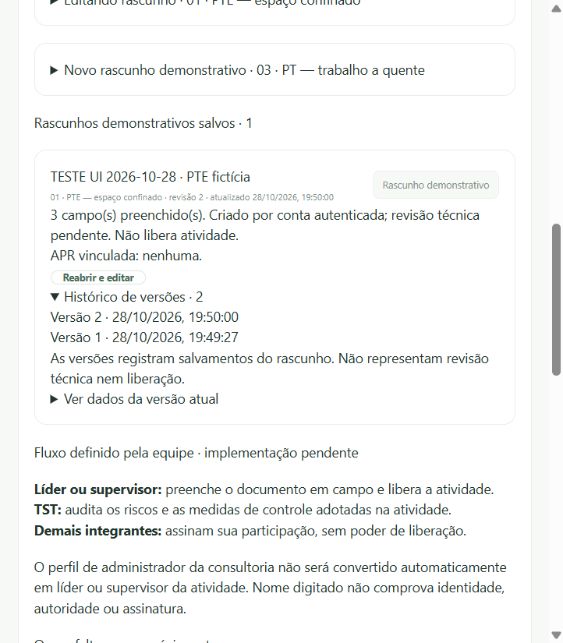 Editando rascunho · 01 · PTE — espaço confinado
Novo rascunho demonstrativo · 03 · PT — trabalho a quente
Rascunhos demonstrativos salvos · 1
TESTE UI 2026-10-28 · PTE fictícia
Rascunho demonstrativo
01 · PTE — espaço confinado · revisão 2 · atualizado 28/10/2026, 19:50:00
3 campo(s) preenchido(s). Criado por conta autenticada; revisão técnica
pendente. Não libera atividade.
APR vinculada: nenhuma.
Reabrir e editar
Histórico de versões · 2
Versão 2 · 28/10/2026, 19:50:00
Versão 1 · 28/10/2026, 19:49:27
As versões registram salvamentos do rascunho. Não representam revisão
técnica nem liberação.
Ver dados da versão atual
Fluxo definido pela equipe · implementação pendente
Líder ou supervisor: preenche o documento em campo e libera a atividade.
TST: audita os riscos e as medidas de controle adotadas na atividade.
Demais integrantes: assinam sua participação, sem poder de liberação.
O perfil de administrador da consultoria não será convertido automaticamente
em líder ou supervisor da atividade. Nome digitado não comprova identidade,
autoridade ou assinatura.